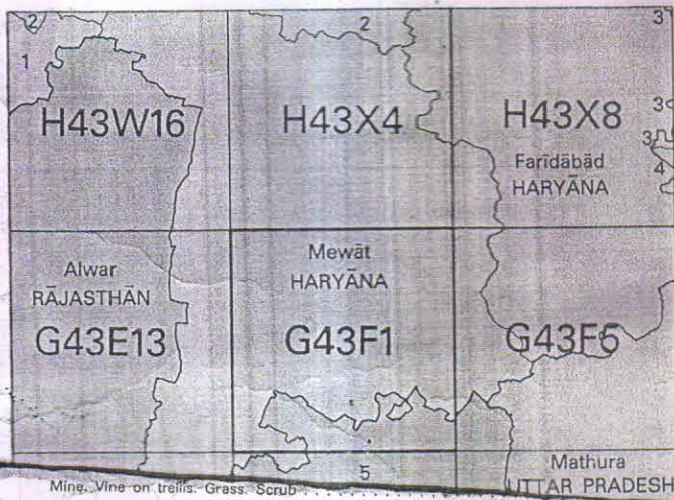 2 2 3
1
H43W16 H43X4 H43X8
3
3
Farīdābād 4
HARYĀNA
Alwar Mewāt
RĀJASTHĀN HARYĀNA
G43E13 G43F1 G43F5
5 Mathura
UTTAR PRADESH
Mine. Vine on trellis. Grass. Scrub